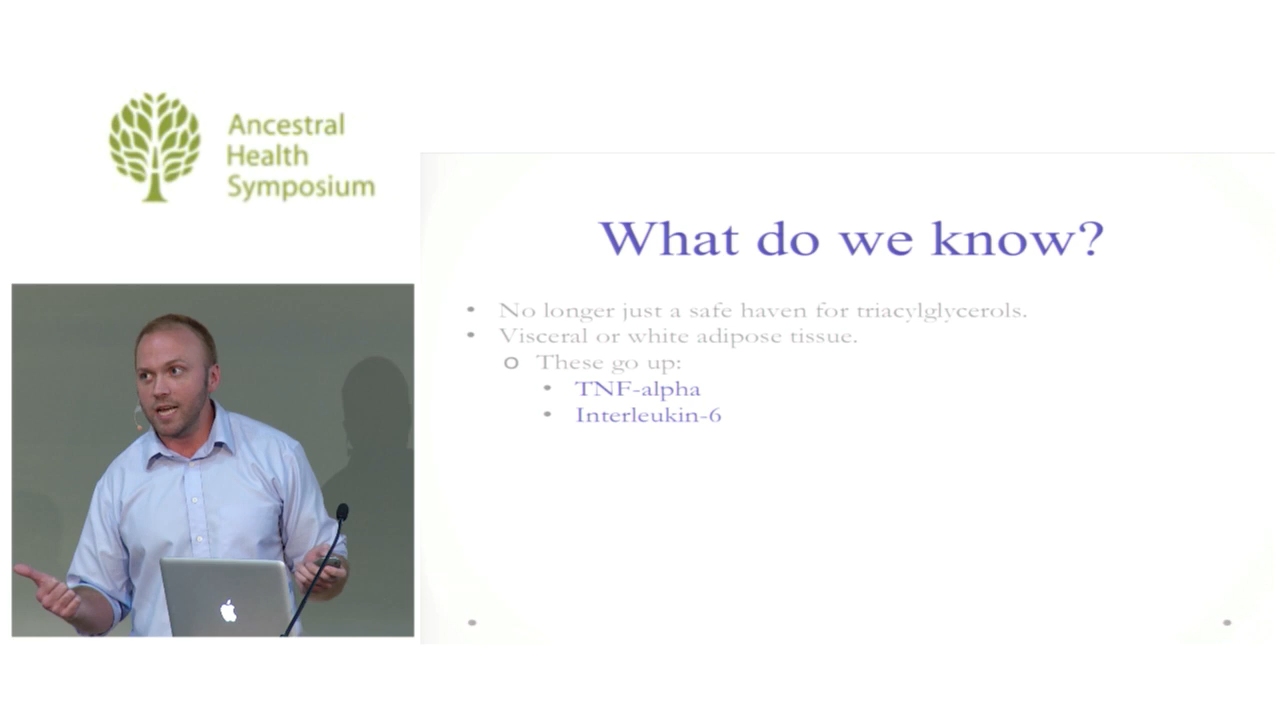 Ancestral
Health
Symposium
What do we know?
• No longer just a safe haven for triacylglycerols.
• Visceral or white adipose tissue.
o These go up:
• TNF-alpha
• Interleukin-6